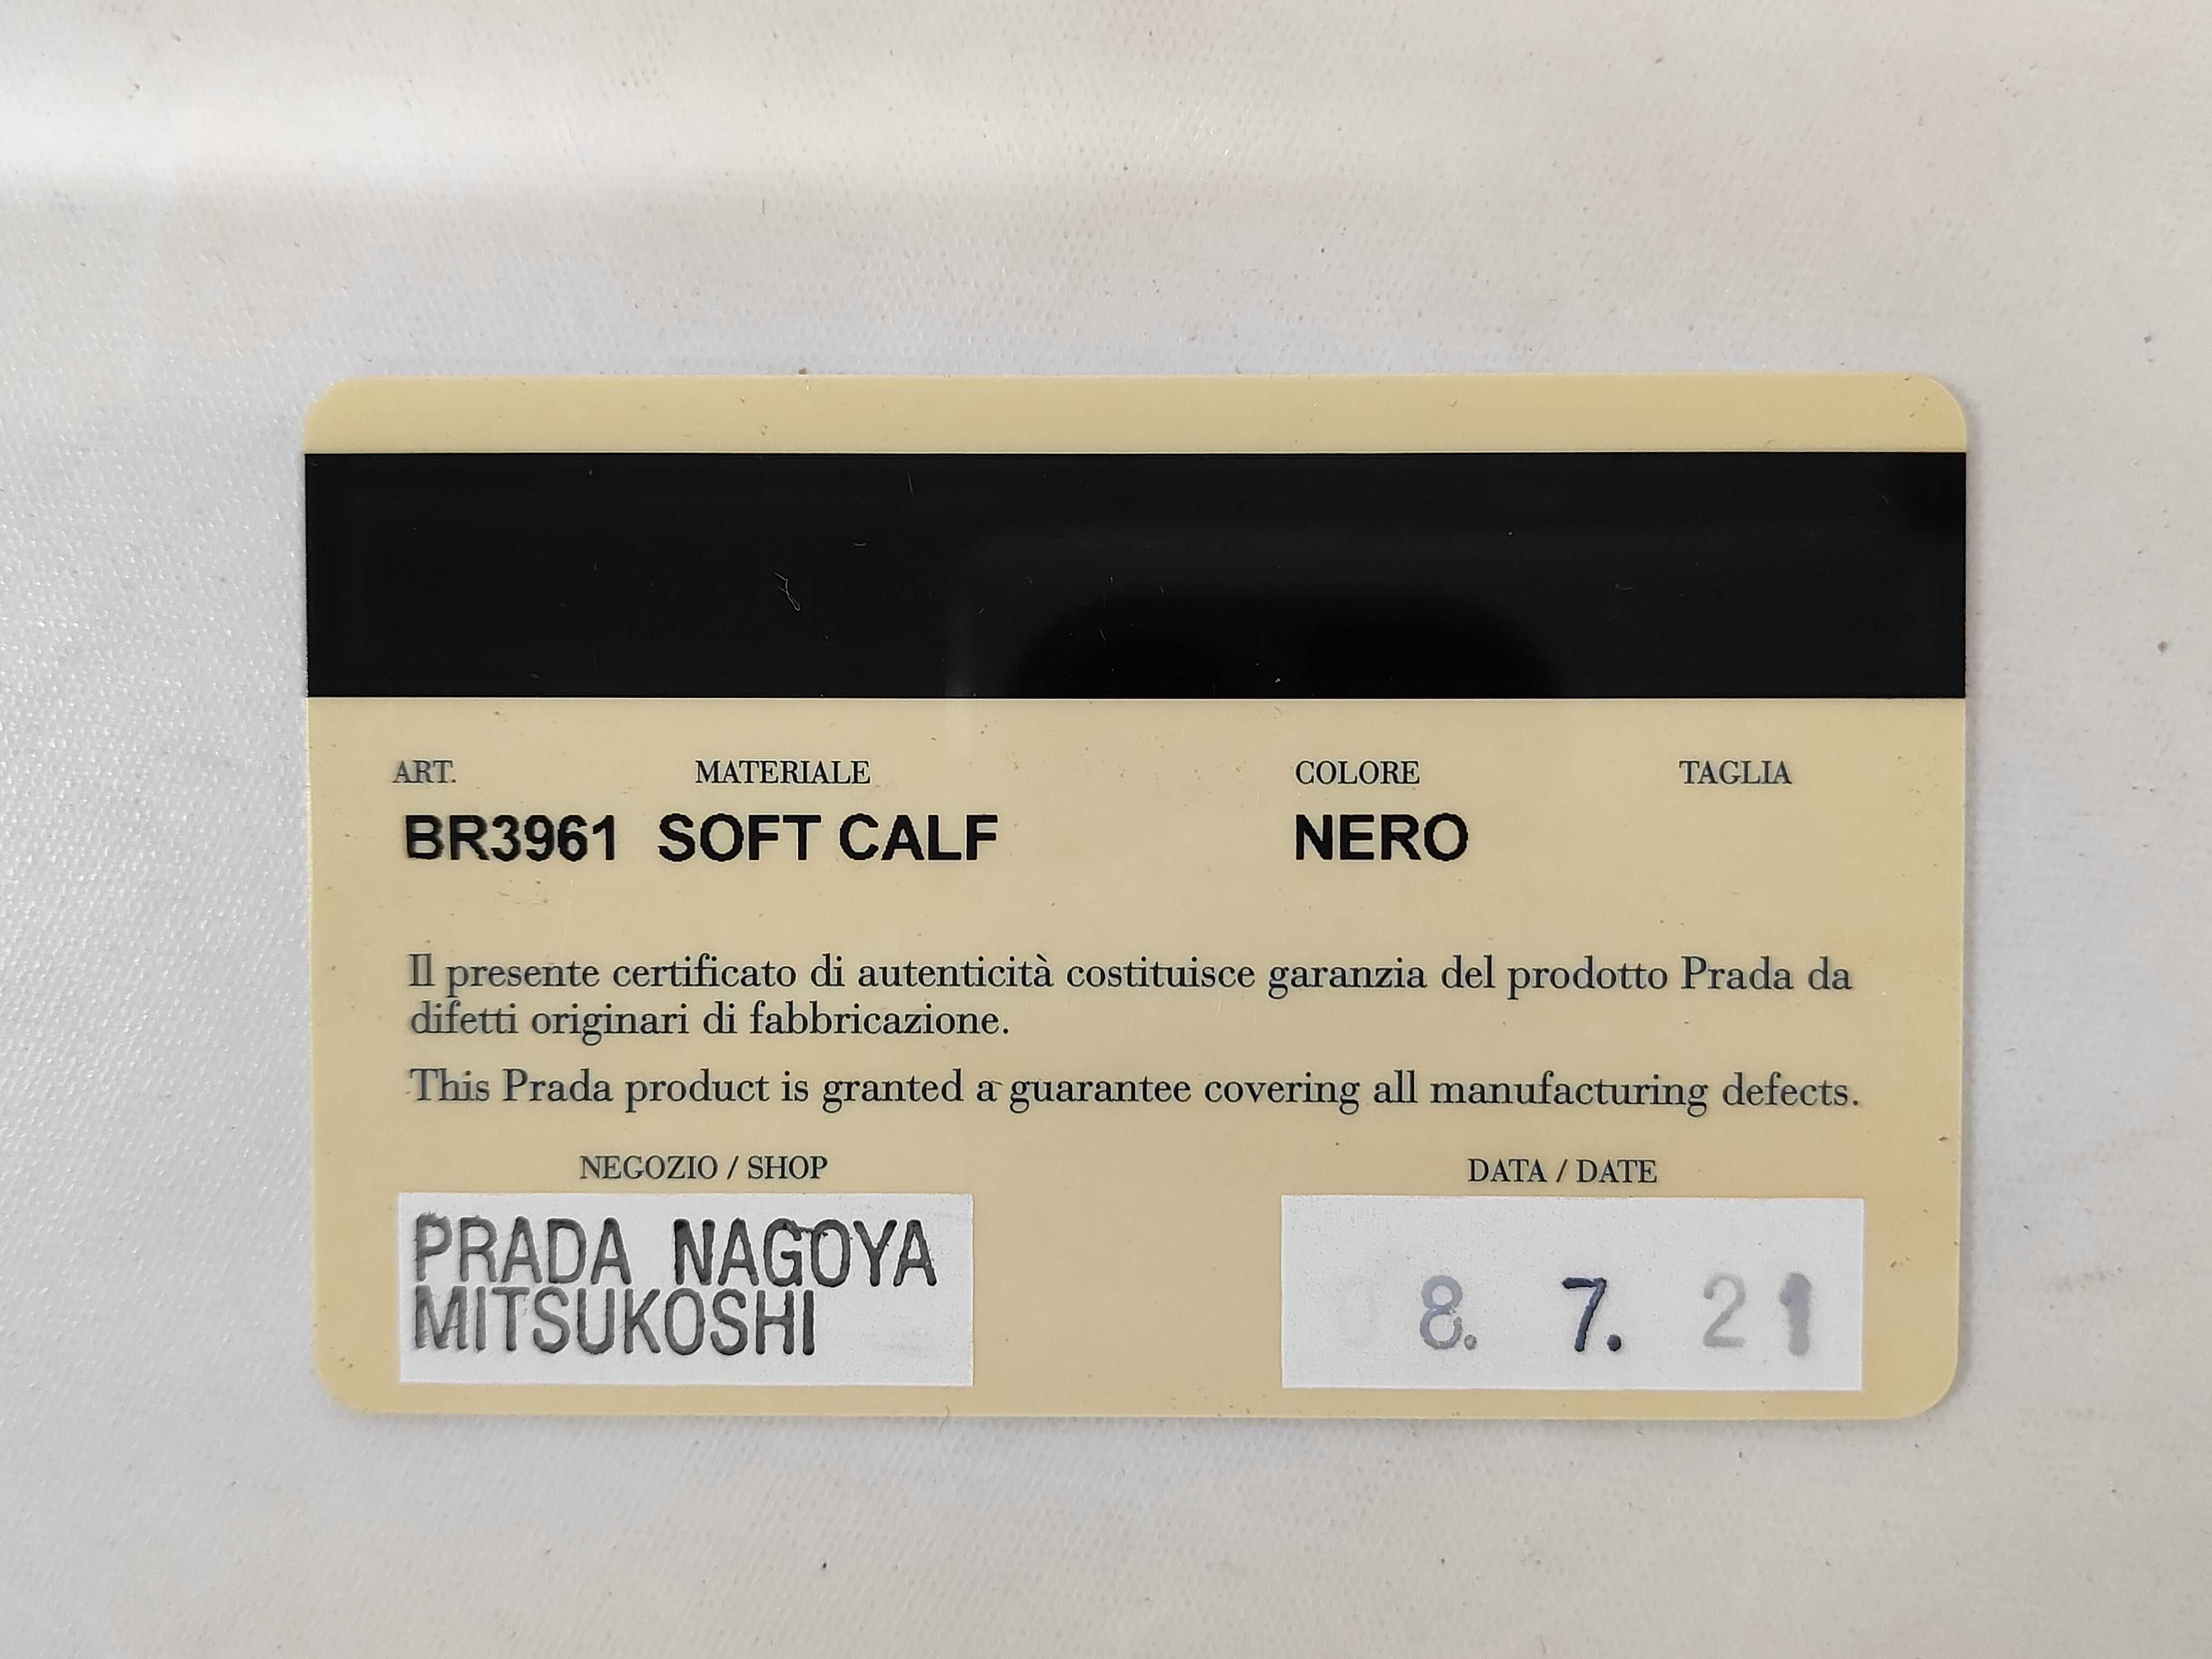 ART. MATERIALE COLORE TAGLIA
BR3961 SOFT CALF NERO
Il presente certificato di autenticità costituisce garanzia del prodotto Prada da
difetti originari di fabbricazione.
This Prada product is granted a guarantee covering all manufacturing defects.
NEGOZIO / SHOP DATA / DATE
PRADA NAGOYA
MITSUKOSHI
08. 7. 21